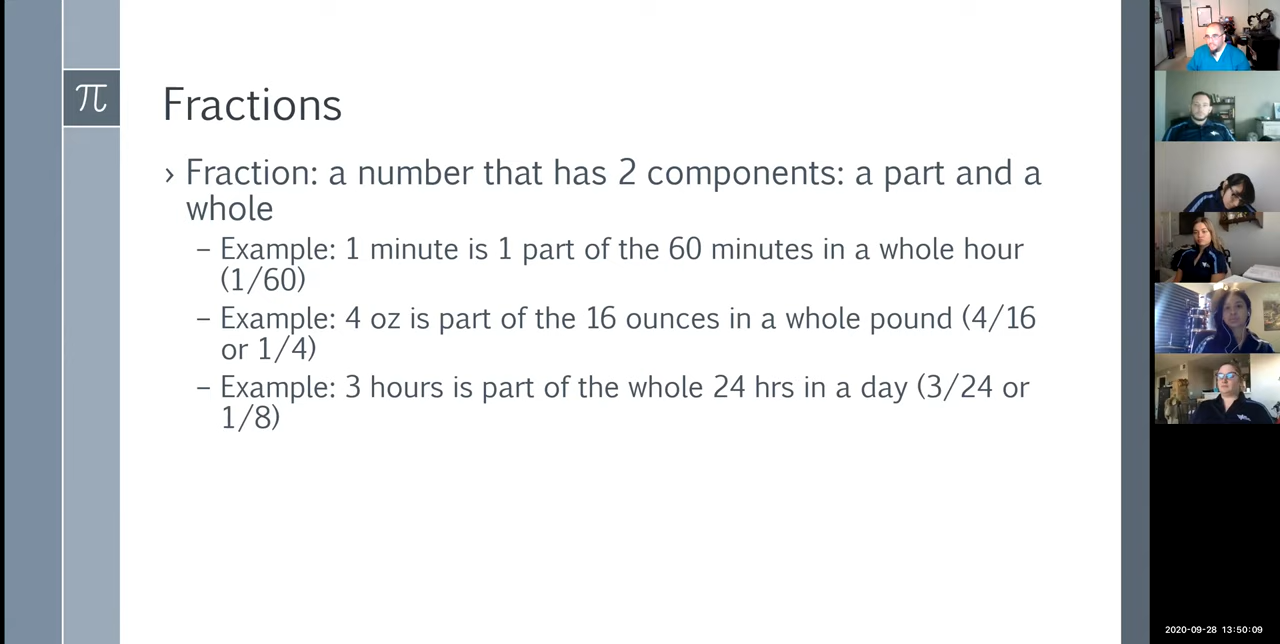 π
Fractions
› Fraction: a number that has 2 components: a part and a
whole
– Example: 1 minute is 1 part of the 60 minutes in a whole hour
(1/60)
– Example: 4 oz is part of the 16 ounces in a whole pound (4/16
or 1/4)
– Example: 3 hours is part of the whole 24 hrs in a day (3/24 or
1/8)
2020-09-28 13:50:09